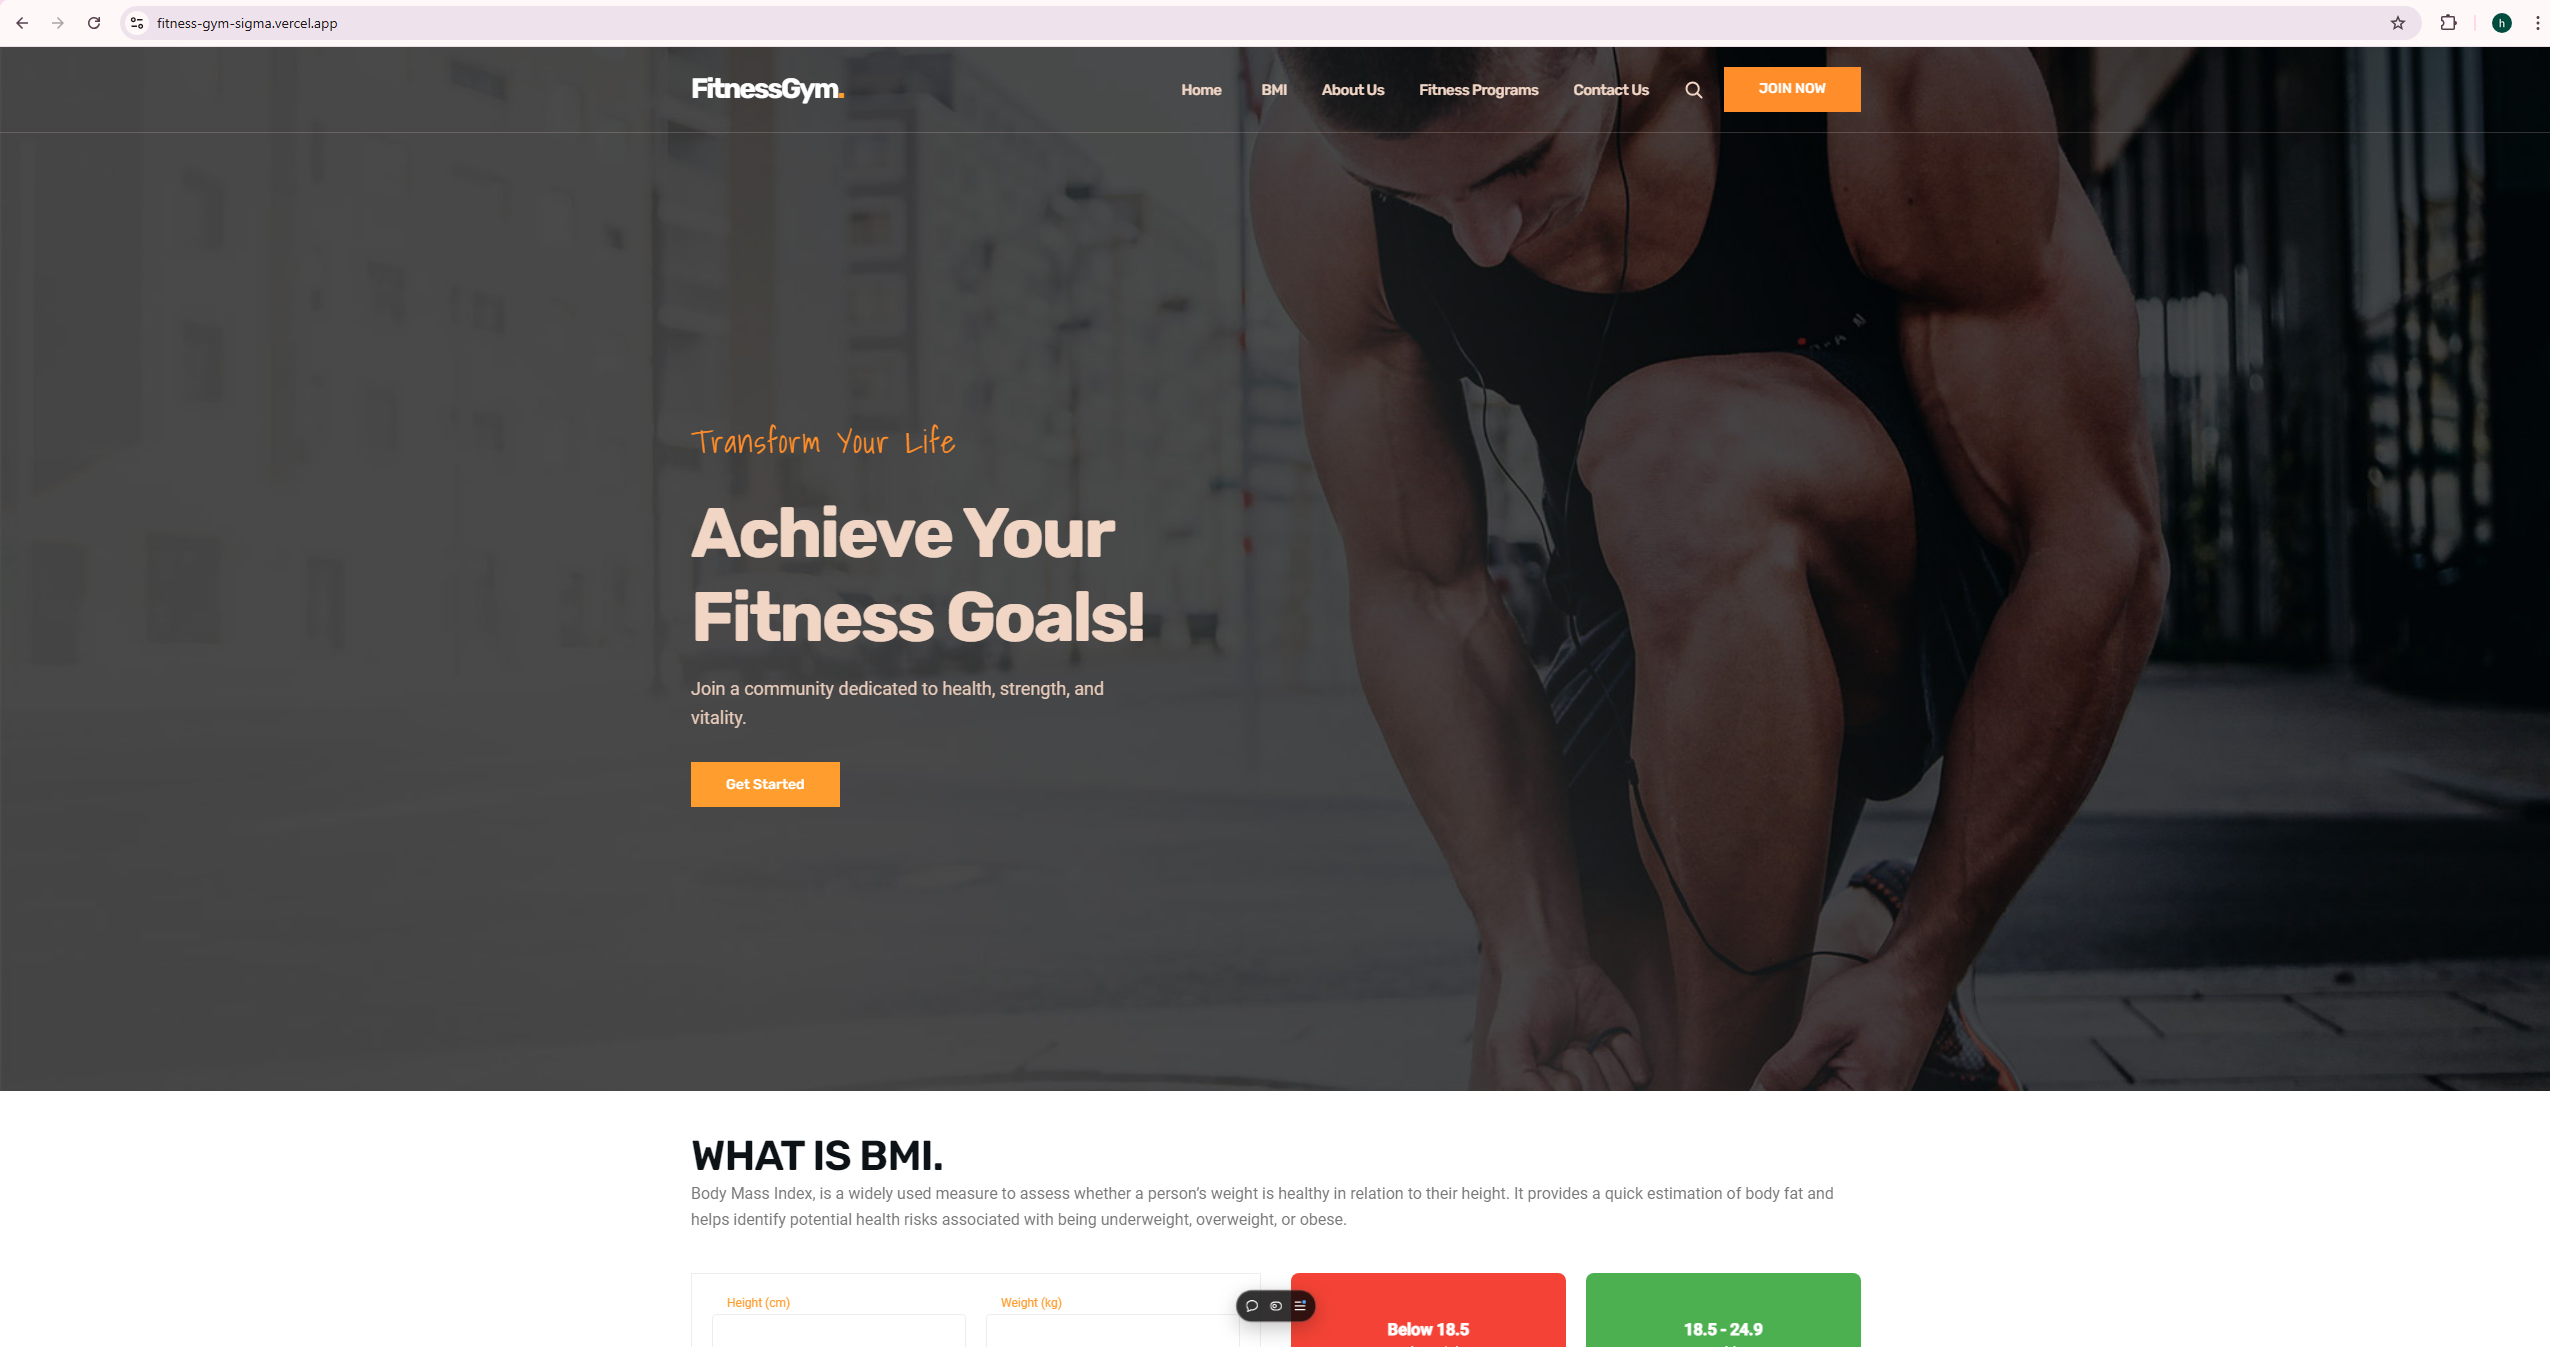 fitness-gym-sigma.vercel.app
h
FitnessGym.
Home BMI About Us Fitness Programs Contact Us JOIN NOW
Transform Your Life
Achieve Your
Fitness Goals!
Join a community dedicated to health, strength, and
vitality.
Get Started
WHAT IS BMI.
Body Mass Index, is a widely used measure to assess whether a person’s weight is healthy in relation to their height. It provides a quick estimation of body fat and
helps identify potential health risks associated with being underweight, overweight, or obese.
Height (cm) Weight (kg)
Below 18.5 18.5 - 24.9